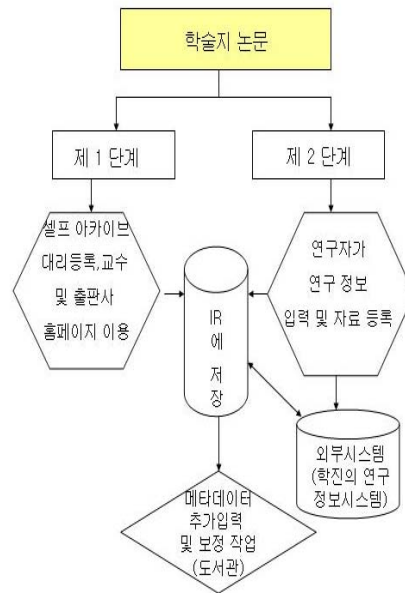 학술지 논문
제 1 단계
제 2 단계
셀프 아카이브
대리등록,교수
및 출판사
홈페이지 이용
연구자가
연구 정보
입력 및 자료 등록
IR
에
저
장
외부시스템
(학진의 연구
정보시스템)
메타데이터
추가입력
및 보정 작업
(도서관)